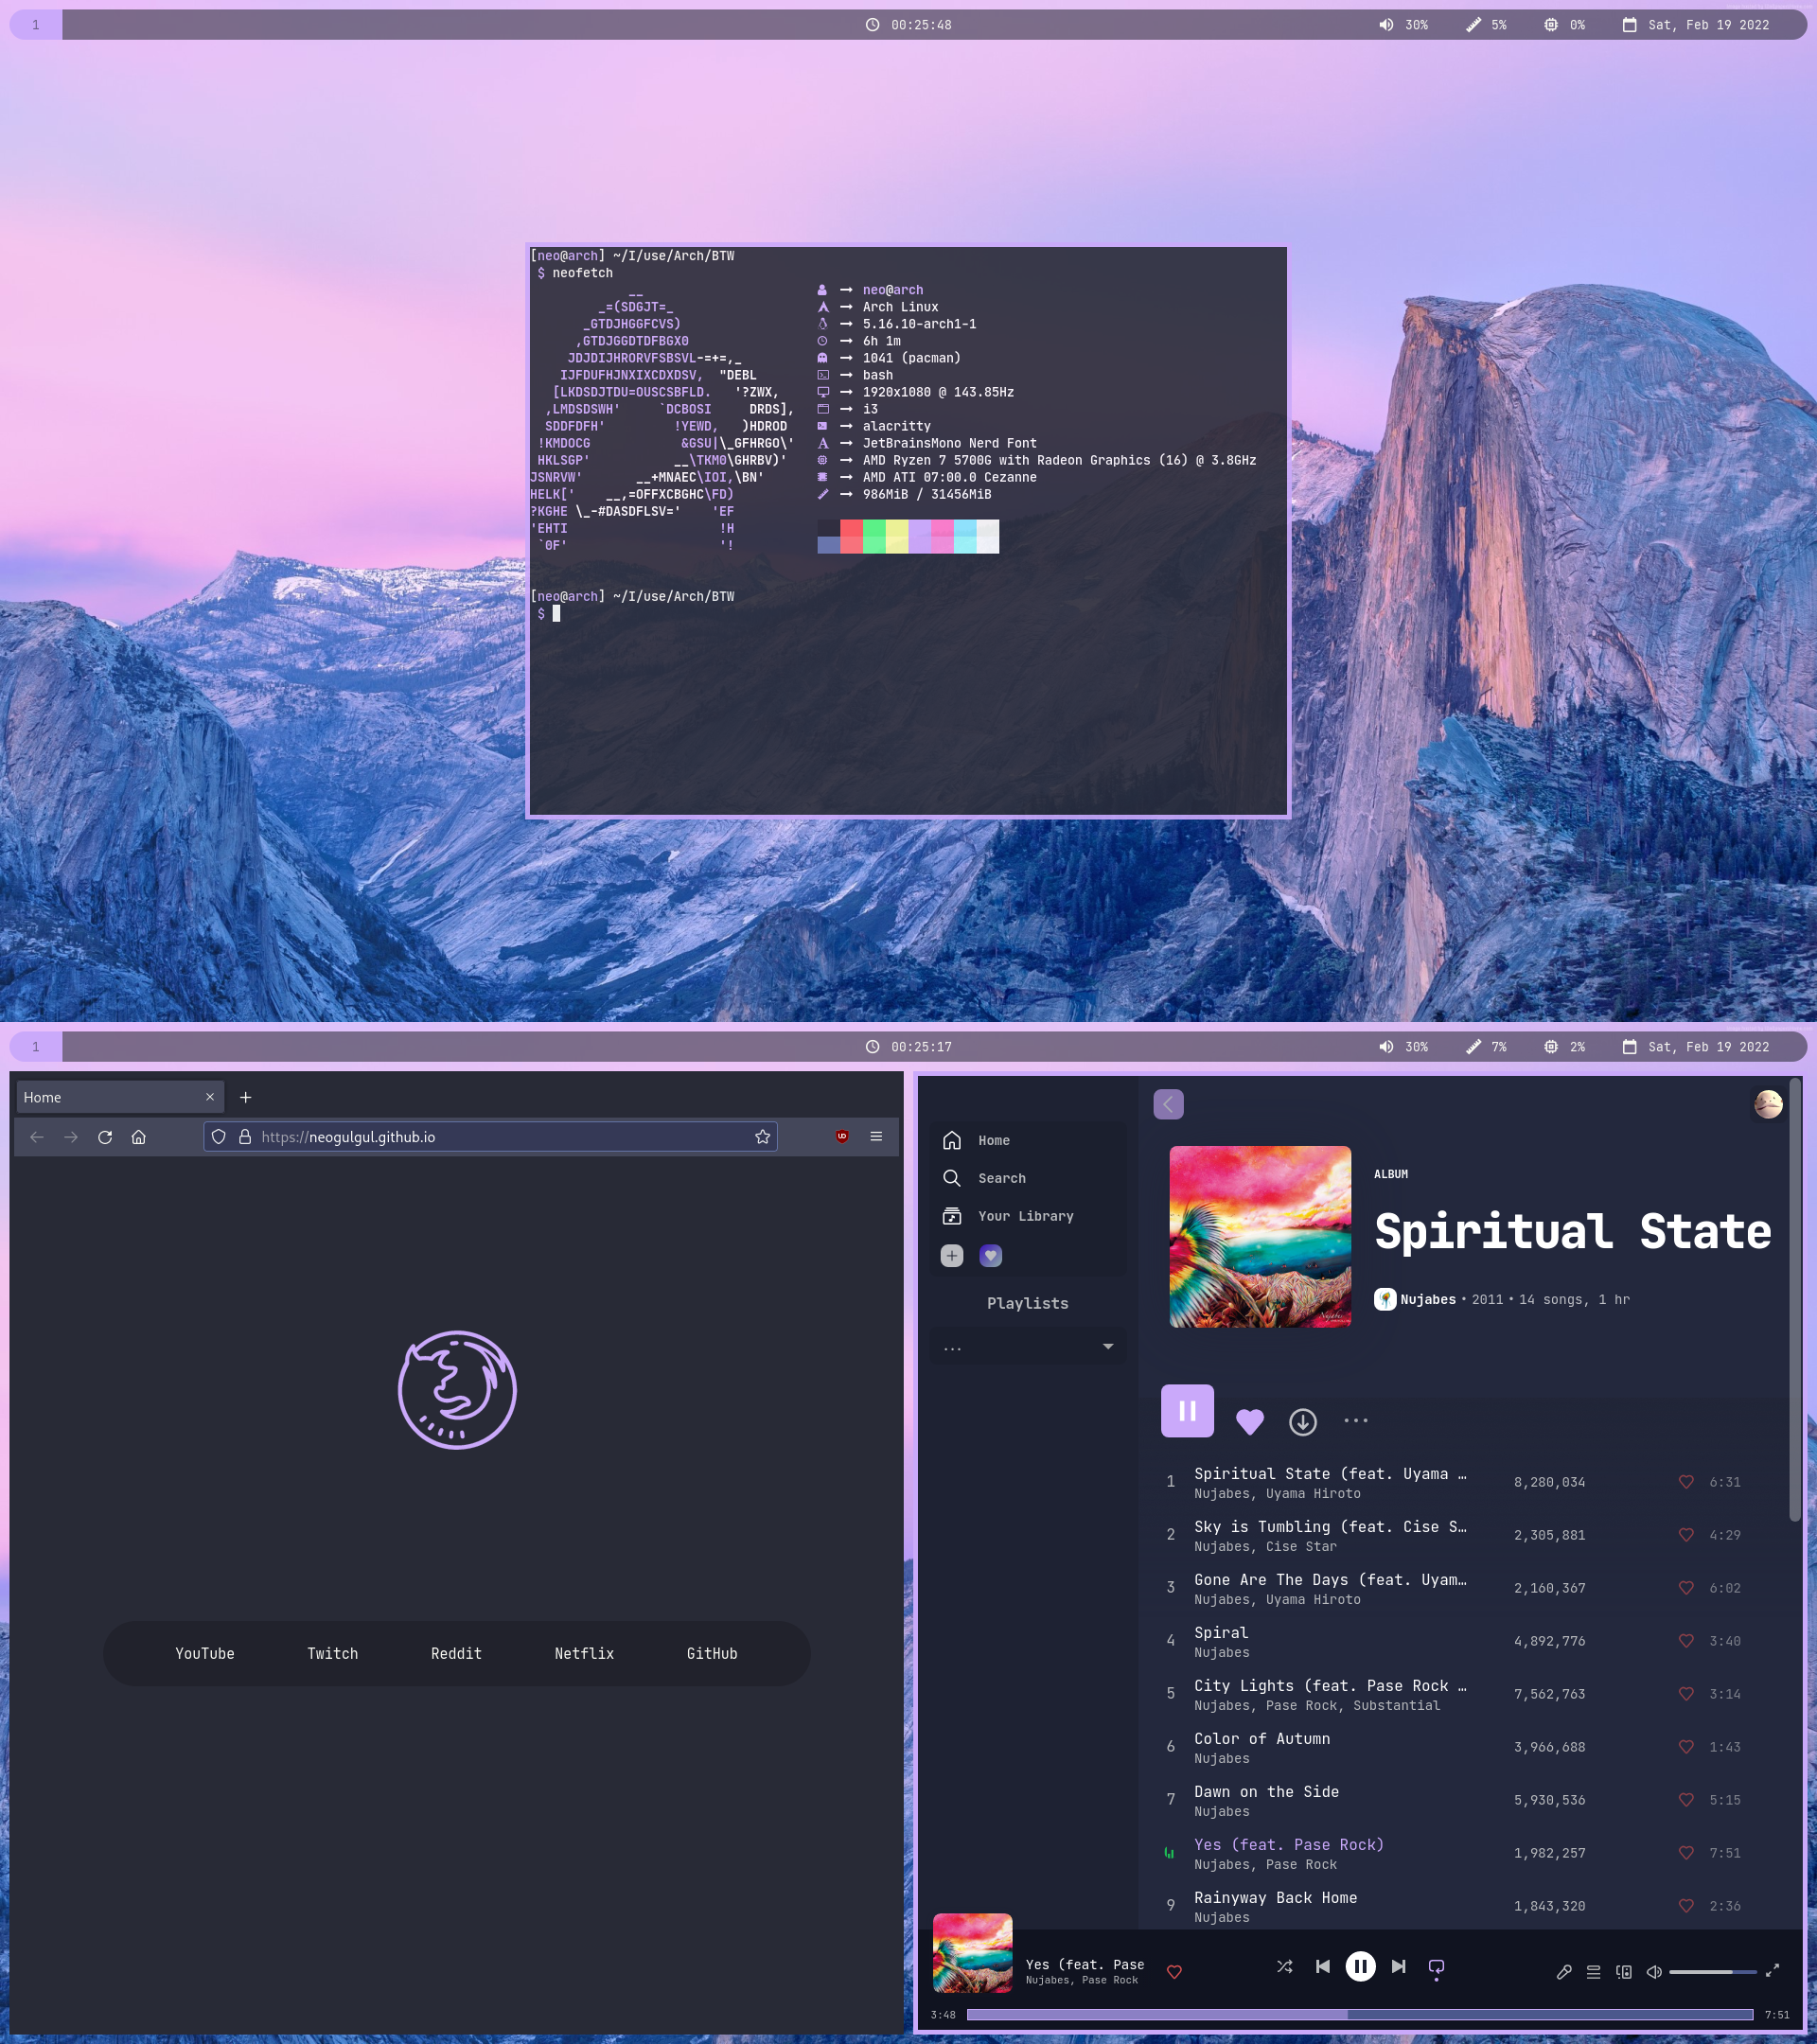 1 00:25:48 30% 5% 0% Sat, Feb 19 2022
[neo@arch] ~/I/use/Arch/BTW
$ neofetch
__
_=(SDGJT=_ 
_GTDJHGGFCVS)
,GTDJGGDTDFBGX0
JDJDIJHRORVFSBSVL-=+=,_
IJFDUFHJNXIXCDXDSV,  "DEBL
[LKDSDJTDU=OUSCSBFLD.   '?ZWX,
,LMDSDSWH'     `DCBOSI     DRDS],
SDDFDFH'         !YEWD,   )HDROD
!KMDOCG            &GSU|\_GFHRGO\'
HKLSGP'           __\TKM0\GHRBV)'
JSNRVW'       __+MNAEC\IOI,\BN'
HELK['    __,=OFFXCBGHC\FD)
?KGHE \_-#DASDFLSV='    'EF
'EHTI                    !H
`0F'                    '!
neo@arch
Arch Linux
5.16.10-arch1-1
6h 1m
1041 (pacman)
bash
1920x1080 @ 143.85Hz
i3
alacritty
JetBrainsMono Nerd Font
AMD Ryzen 7 5700G with Radeon Graphics (16) @ 3.8GHz
AMD ATI 07:00.0 Cezanne
986MiB / 31456MiB
[neo@arch] ~/I/use/Arch/BTW
$
1 00:25:17 30% 7% 2% Sat, Feb 19 2022
Home
https://neogulgul.github.io
YouTube Twitch Reddit Netflix GitHub
Home
Search
Your Library
Playlists
...
ALBUM
Spiritual State
Nujabes • 2011 • 14 songs, 1 hr
1 Spiritual State (feat. Uyama … 8,280,034 6:31
Nujabes, Uyama Hiroto
2 Sky is Tumbling (feat. Cise S… 2,305,881 4:29
Nujabes, Cise Star
3 Gone Are The Days (feat. Uyam… 2,160,367 6:02
Nujabes, Uyama Hiroto
4 Spiral 4,892,776 3:40
Nujabes
5 City Lights (feat. Pase Rock … 7,562,763 3:14
Nujabes, Pase Rock, Substantial
6 Color of Autumn 3,966,688 1:43
Nujabes
7 Dawn on the Side 5,930,536 5:15
Nujabes
Yes (feat. Pase Rock) 1,982,257 7:51
Nujabes, Pase Rock
9 Rainyway Back Home 1,843,320 2:36
Nujabes
Yes (feat. Pase
Nujabes, Pase Rock
3:48 7:51